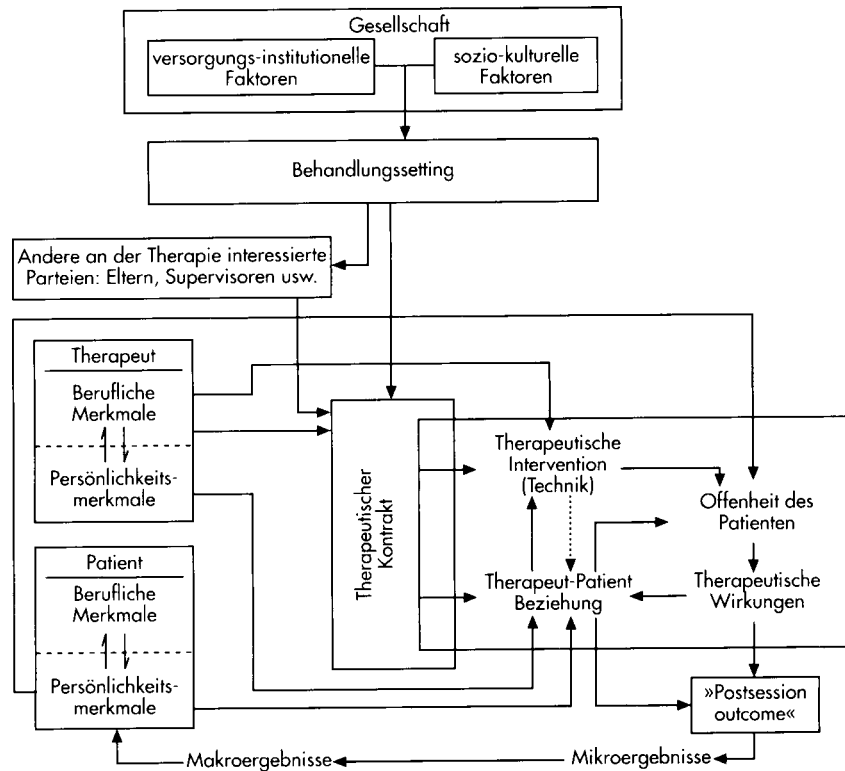 Gesellschaft
versorgungs-institutionelle
Faktoren
sozio-kulturelle
Faktoren
Behandlungssetting
Andere an der Therapie interessierte
Parteien: Eltern, Supervisoren usw.
Therapeut
Berufliche
Merkmale
Persönlichkeits-
merkmale
Patient
Berufliche
Merkmale
Persönlichkeits-
merkmale
Therapeutischer
Kontrakt
Therapeutische
Intervention
(Technik)
Therapeut-Patient
Beziehung
Offenheit des
Patienten
Therapeutische
Wirkungen
»Postsession
outcome«
Makroergebnisse
Mikroergebnisse